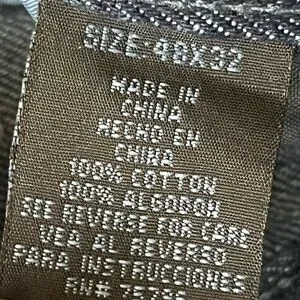 SIZE:48X32
MADE IN
CHINA
HECHO EN
CHINA
100% COTTON
100% ALGODON
SEE REVERSE FOR CARE
VEA AL REVERSO
PARA INSTRUCCIONES
RN#